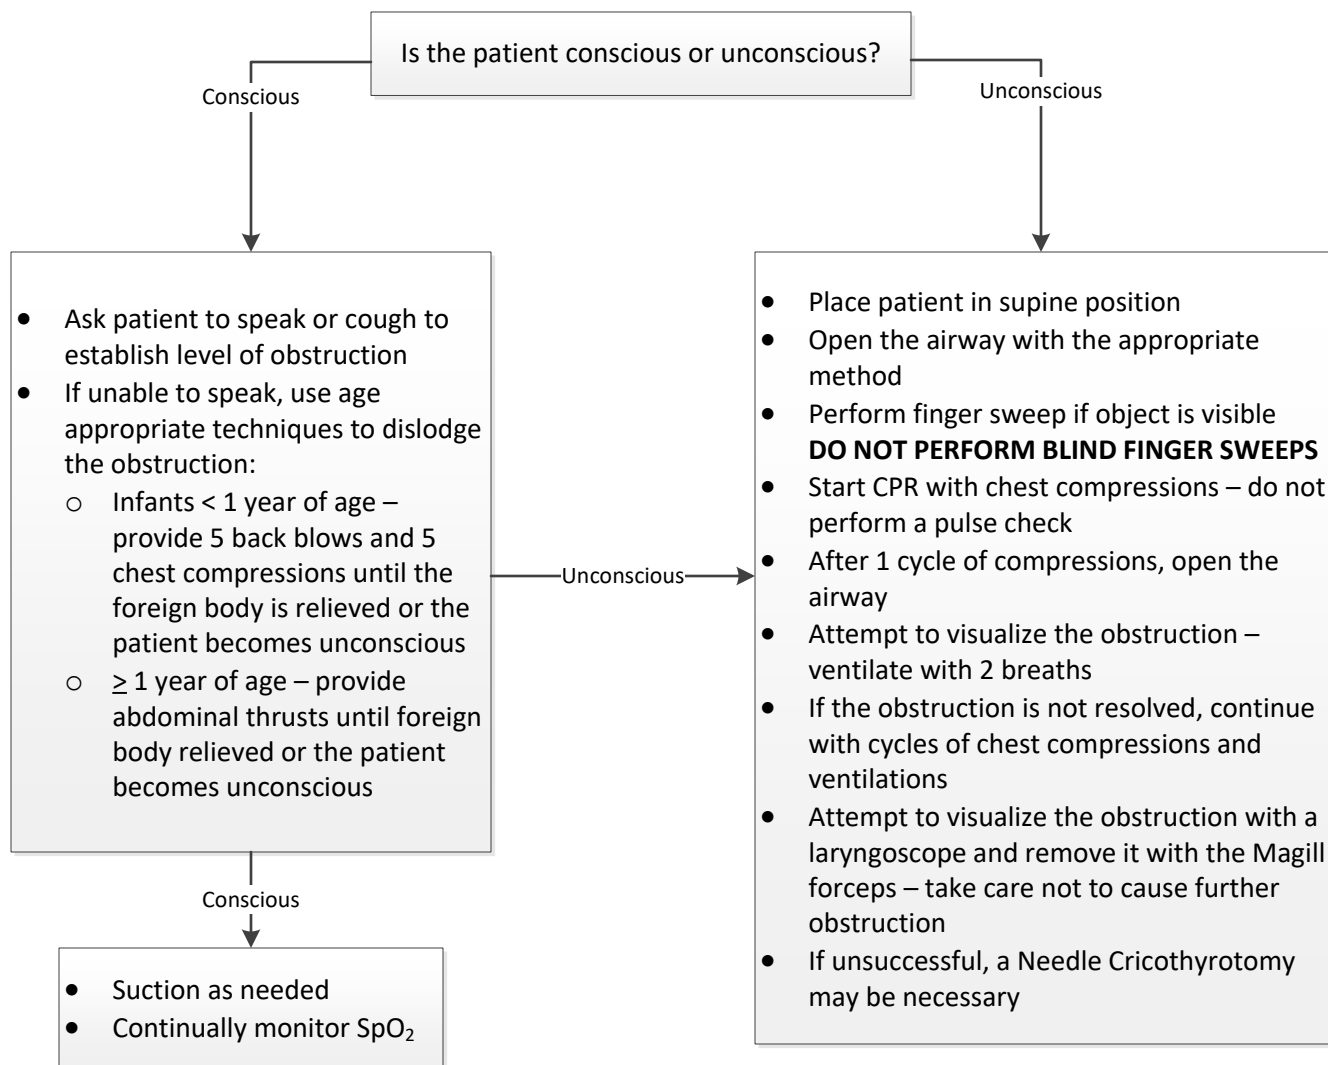 Is the patient conscious or unconscious?
Conscious
Unconscious
• Ask patient to speak or cough to
establish level of obstruction
• If unable to speak, use age
appropriate techniques to dislodge
the obstruction:
o Infants < 1 year of age –
provide 5 back blows and 5
chest compressions until the
foreign body is relieved or the
patient becomes unconscious
o ≥ 1 year of age – provide
abdominal thrusts until foreign
body relieved or the patient
becomes unconscious
Unconscious
• Place patient in supine position
• Open the airway with the appropriate
method
• Perform finger sweep if object is visible
DO NOT PERFORM BLIND FINGER SWEEPS
• Start CPR with chest compressions – do not
perform a pulse check
• After 1 cycle of compressions, open the
airway
• Attempt to visualize the obstruction –
ventilate with 2 breaths
• If the obstruction is not resolved, continue
with cycles of chest compressions and
ventilations
• Attempt to visualize the obstruction with a
laryngoscope and remove it with the Magill
forceps – take care not to cause further
obstruction
• If unsuccessful, a Needle Cricothyrotomy
may be necessary
Conscious
• Suction as needed
• Continually monitor SpO₂